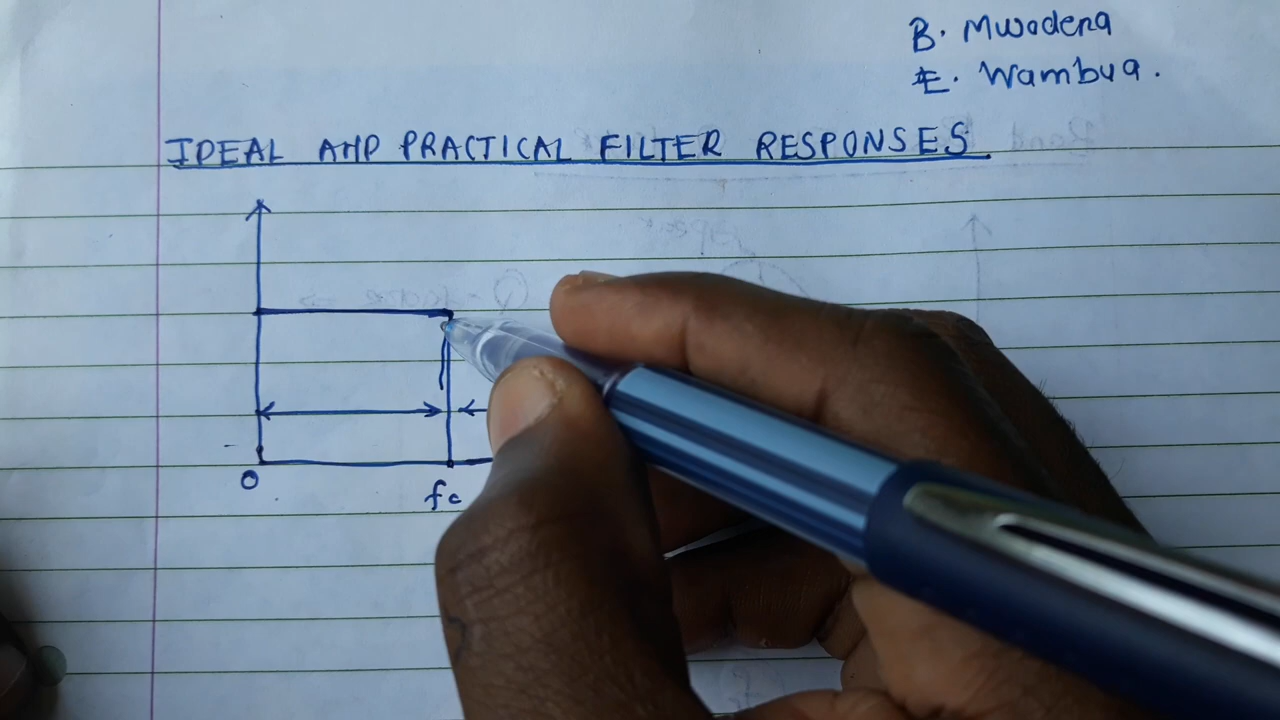 B. Mwadena
E. Wambua.
IDEAL AND PRACTICAL FILTER RESPONSES
0
fc